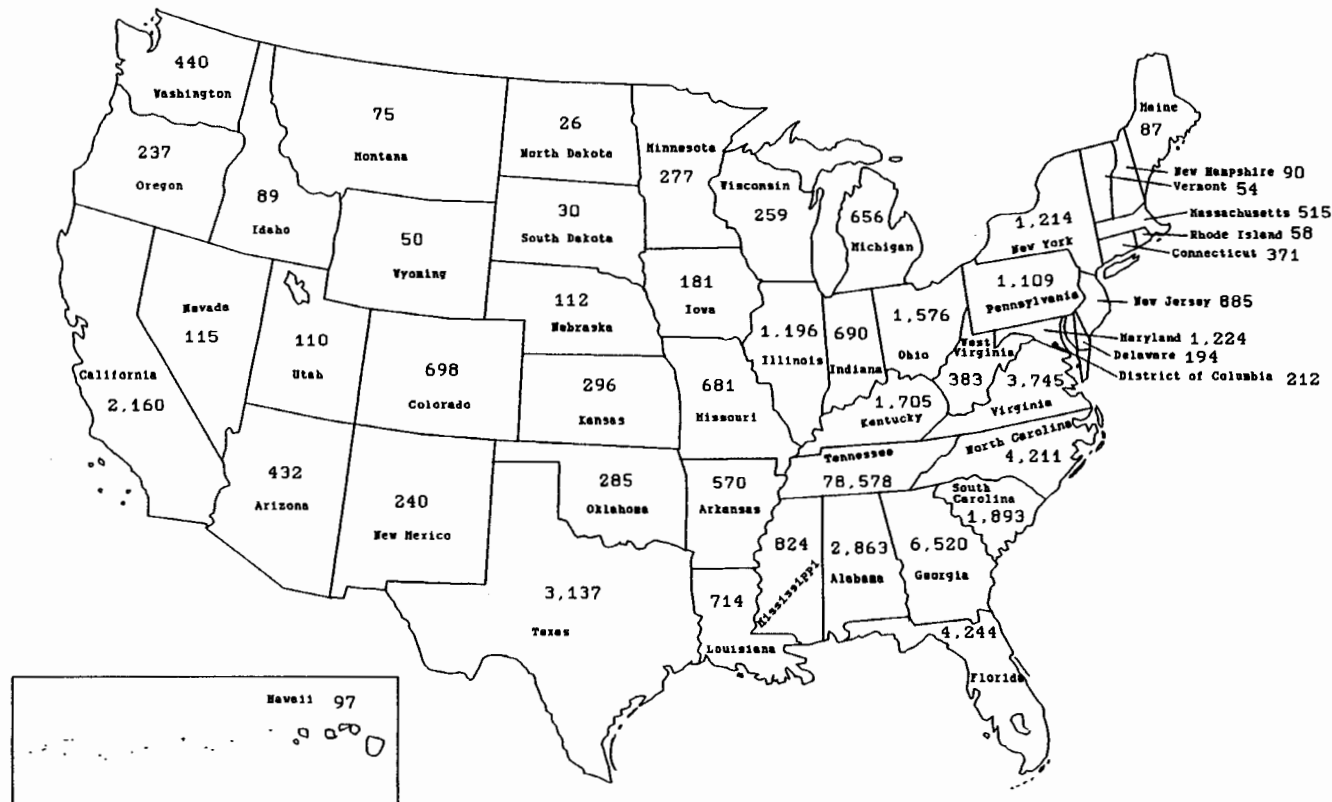 440
Washington
75
Montana
26
North Dakota
Minnesota
277
Maine
87
237
Oregon
89
Idaho
50
Wyoming
30
South Dakota
Wisconsin
259
656
Michigan
1,214
New York
New Hampshire 90
Vermont 54
Massachusetts 515
Rhode Island 58
Connecticut 371
Nevada
115
110
Utah
112
Nebraska
181
Iowa
1,109
Pennsylvania
New Jersey 885
California
2,160
698
Colorado
296
Kansas
681
Missouri
1.196
Illinois
690
Indiana
1,576
Ohio
West
Virginia
383
Maryland 1,224
Delaware 194
District of Columbia 212
3,745
Virginia
1,705
Kentucky
432
Arizona
240
New Mexico
285
Oklahoma
570
Arkansas
Tennessee
78,578
North Carolina
4,211
South
Carolina
1,893
3,137
Texas
714
Louisiana
824
Mississippi
2,863
Alabama
6,520
Georgia
4,244
Florida
Hawaii 97